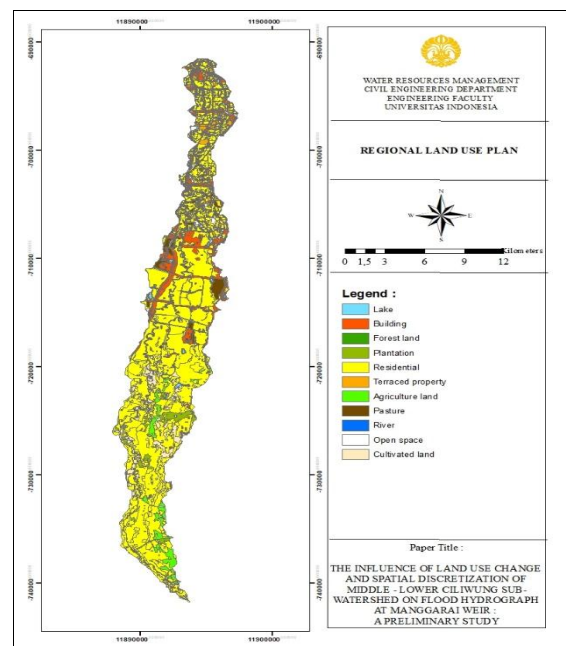 11890000 11900000
-690000
-700000
-710000
-720000
-730000
-740000
11890000 11900000
WATER RESOURCES MANAGEMENT
CIVIL ENGINEERING DEPARTMENT
ENGINEERING FACULTY
UNIVERSITAS INDONESIA
REGIONAL LAND USE PLAN
N
W E
S
Kilometers
0 1,5 3 6 9 12
Legend :
Lake
Building
Forest land
Plantation
Residential
Terraced property
Agriculture land
Pasture
River
Open space
Cultivated land
Paper Title :
THE INFLUENCE OF LAND USE CHANGE
AND SPATIAL DISCRETIZATION OF
MIDDLE - LOWER CILIWUNG SUB-
WATERSHED ON FLOOD HYDROGRAPH
AT MANGGARAI WEIR :
A PRELIMINARY STUDY